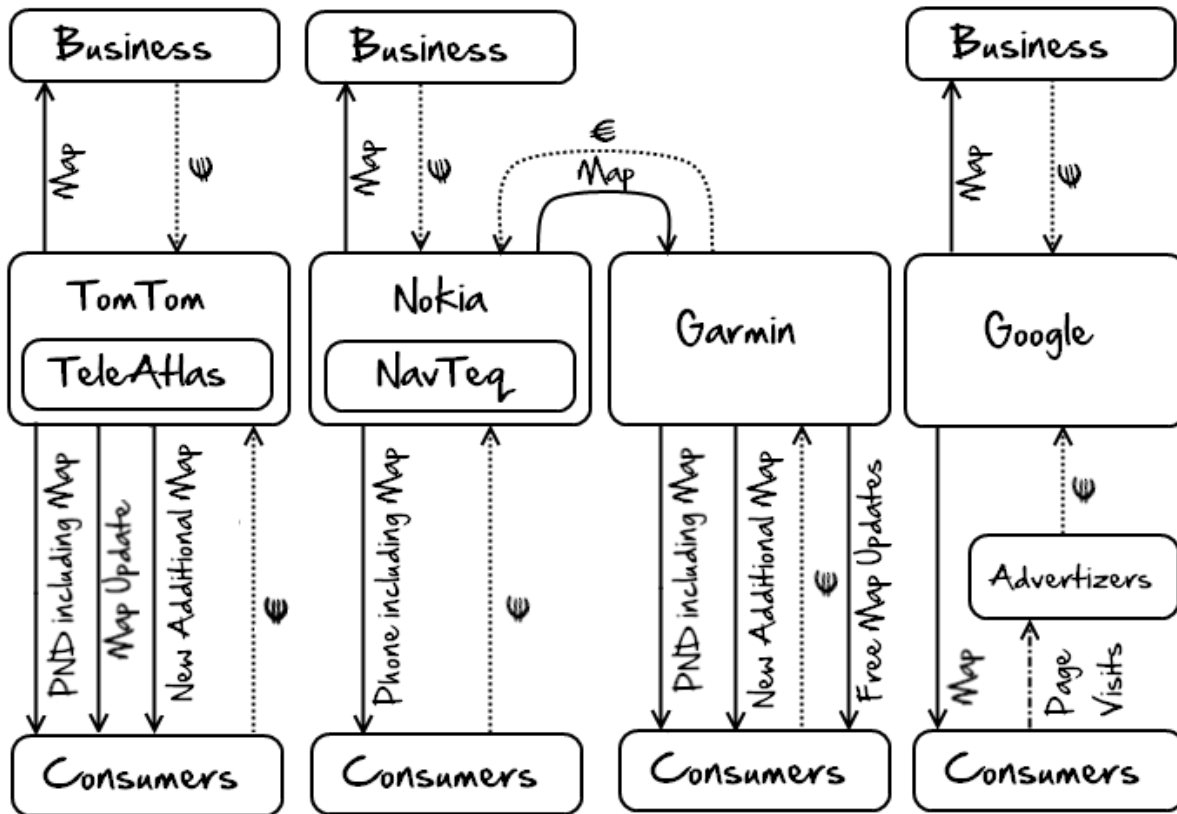 Business
Business
Business
Map
€
Map
€
€
Map
Map
€
TomTom
TeleAtlas
Nokia
NavTeq
Garmin
Google
PND including Map
Map Update
New Additional Map
€
Phone including Map
€
PND including Map
New Additional Map
€
Free Map Updates
Map
€
Advertizers
Page
Visits
Consumers
Consumers
Consumers
Consumers